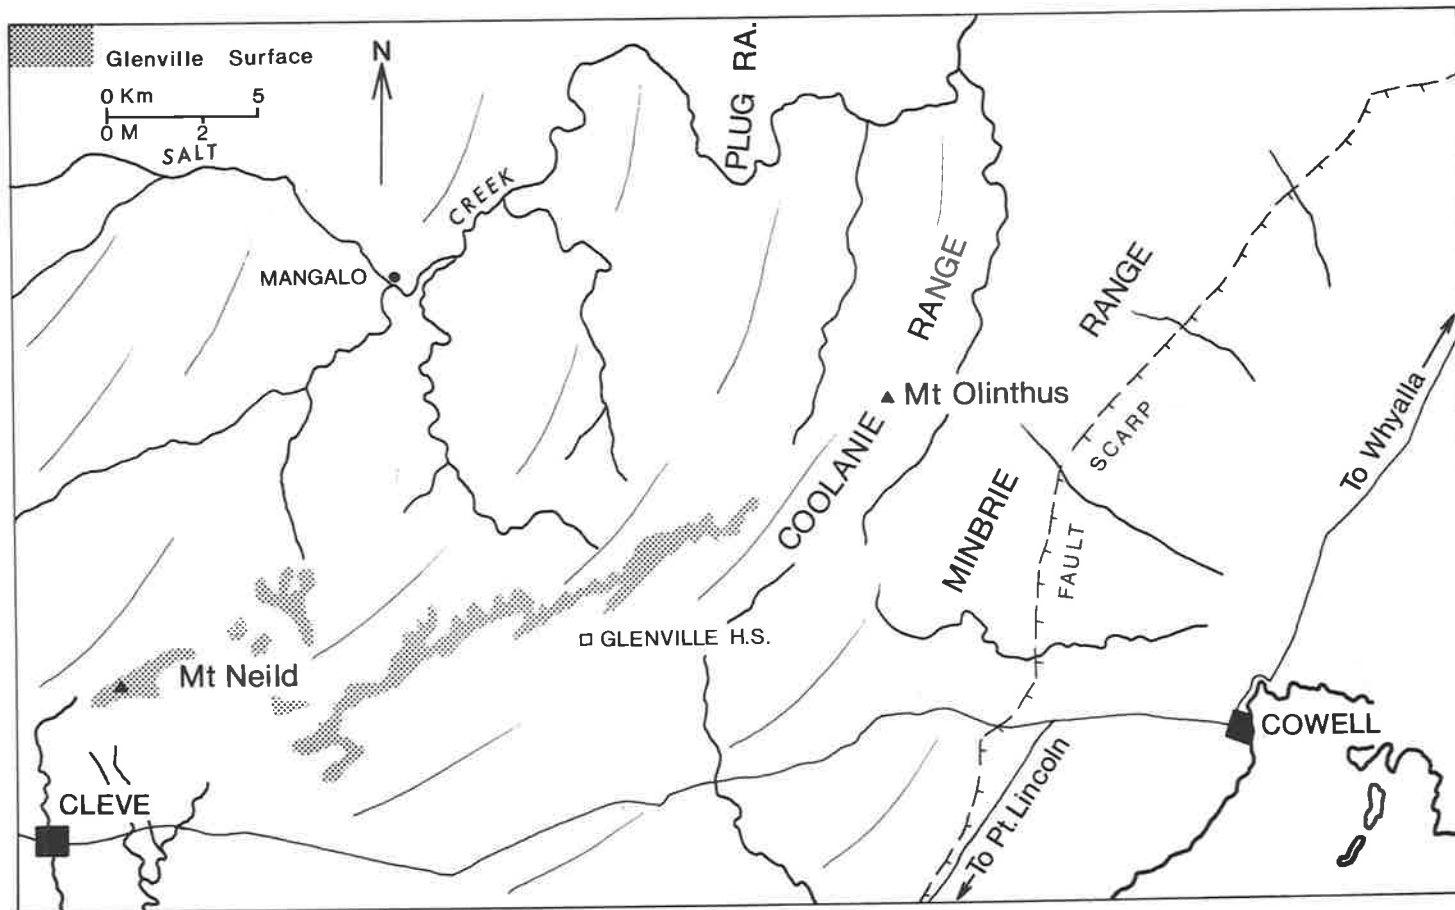 Glenville Surface
0 Km 5
0 M 2
N
SALT
CREEK
PLUG RA.
MANGALO
COOLANIE RANGE
Mt Olinthus
MINBRIE RANGE
FAULT SCARP
To Whyalla
GLENVILLE H.S.
Mt Neild
COWELL
CLEVE
To Pt. Lincoln